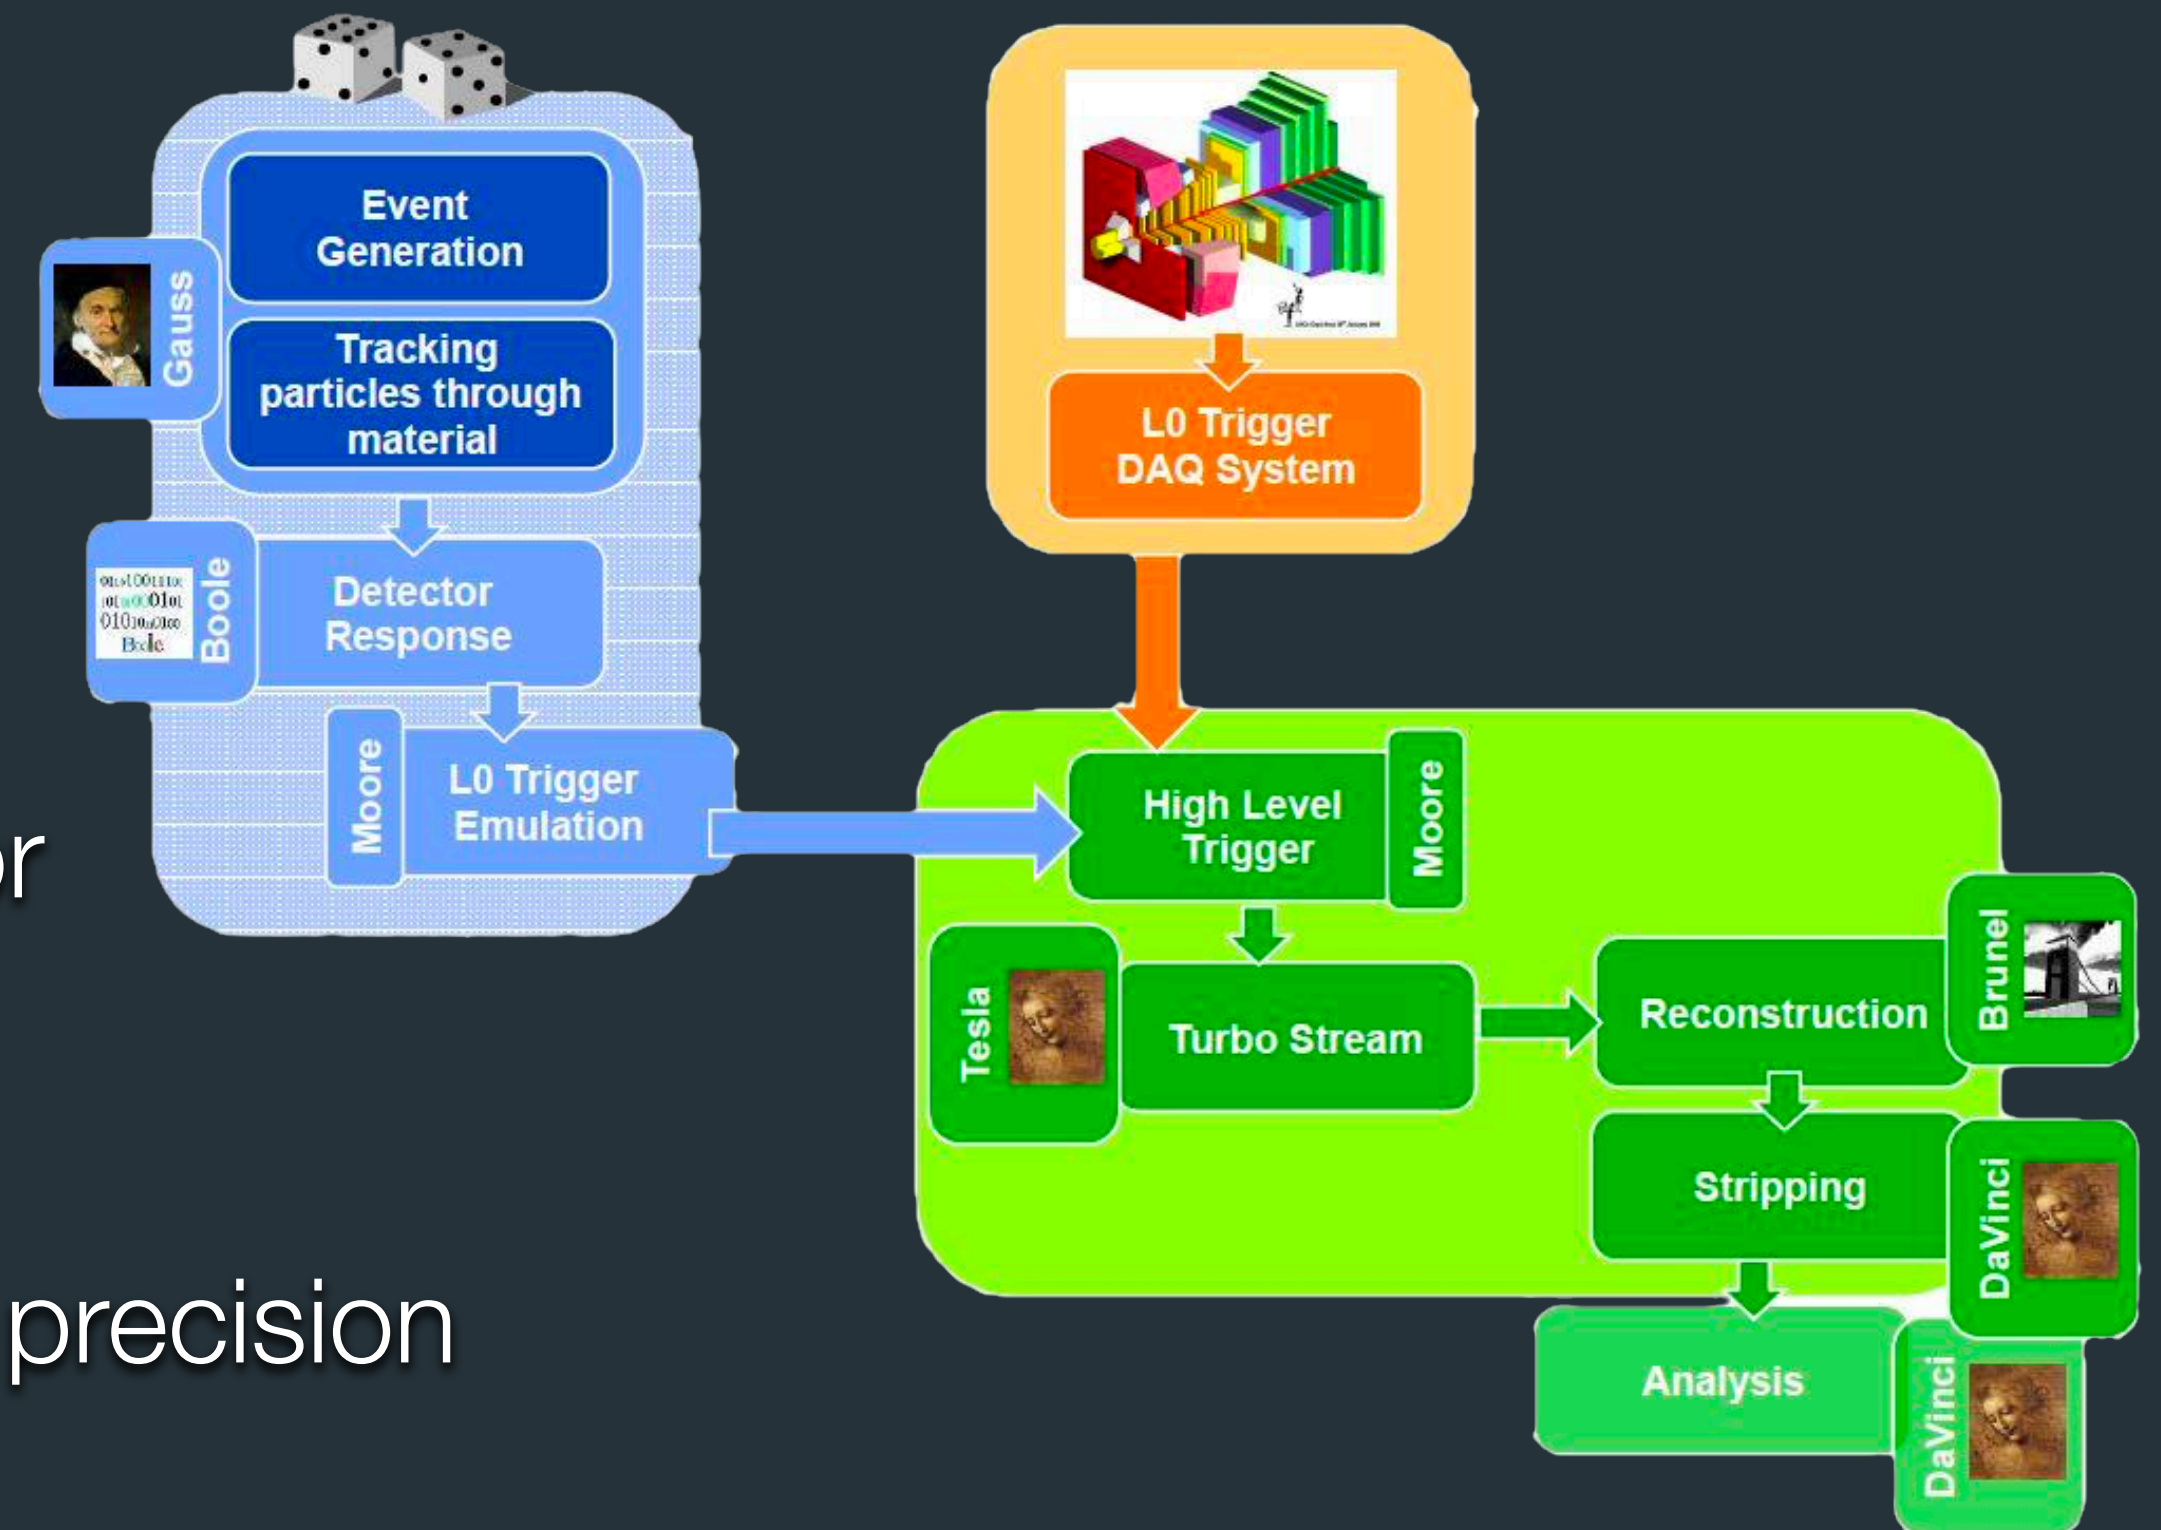 Event
Generation
Gauss
Tracking
particles through
material
Boole
Detector
Response
Moore
L0 Trigger
Emulation
L0 Trigger
DAQ System
High Level
Trigger
Moore
Tesla
Turbo Stream
Reconstruction
Brunel
Stripping
DaVinci
Analysis
DaVinci
or
precision